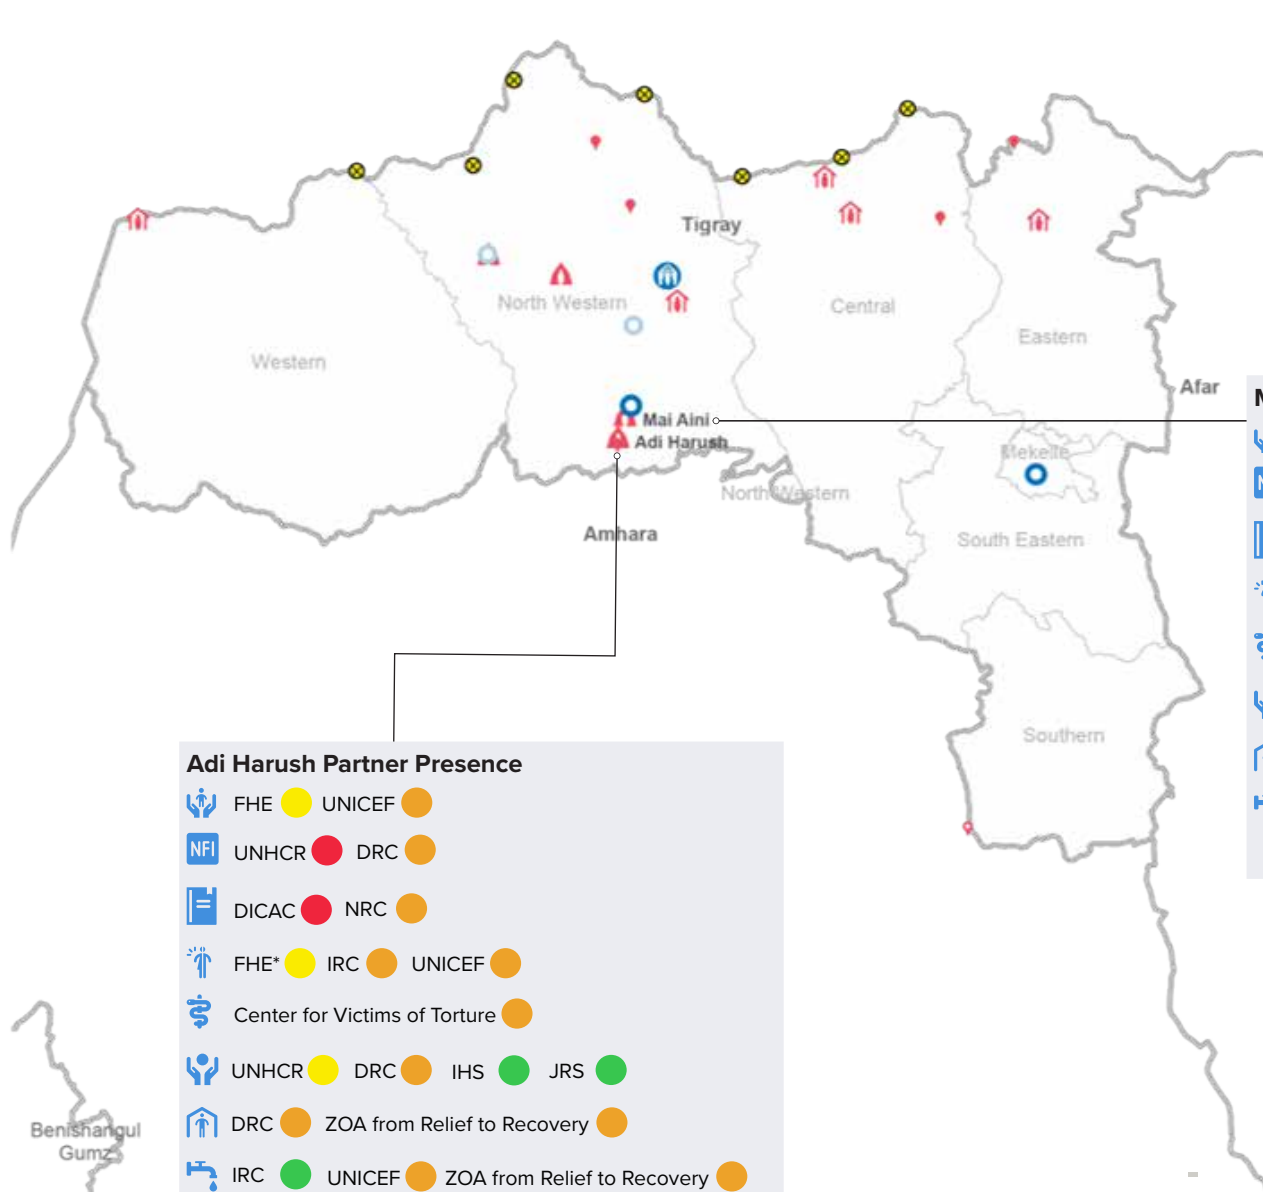 Tigray
North Western
Central
Western
Eastern
Afar
M
Mai Aini
Adi Harush
Mekelle
North Western
Amhara
South Eastern
Southern
Adi Harush Partner Presence
FHE UNICEF
NFI UNHCR DRC
DICAC NRC
FHE* IRC UNICEF
Center for Victims of Torture
UNHCR DRC IHS JRS
DRC ZOA from Relief to Recovery
IRC UNICEF ZOA from Relief to Recovery
Benishangul
Gumz